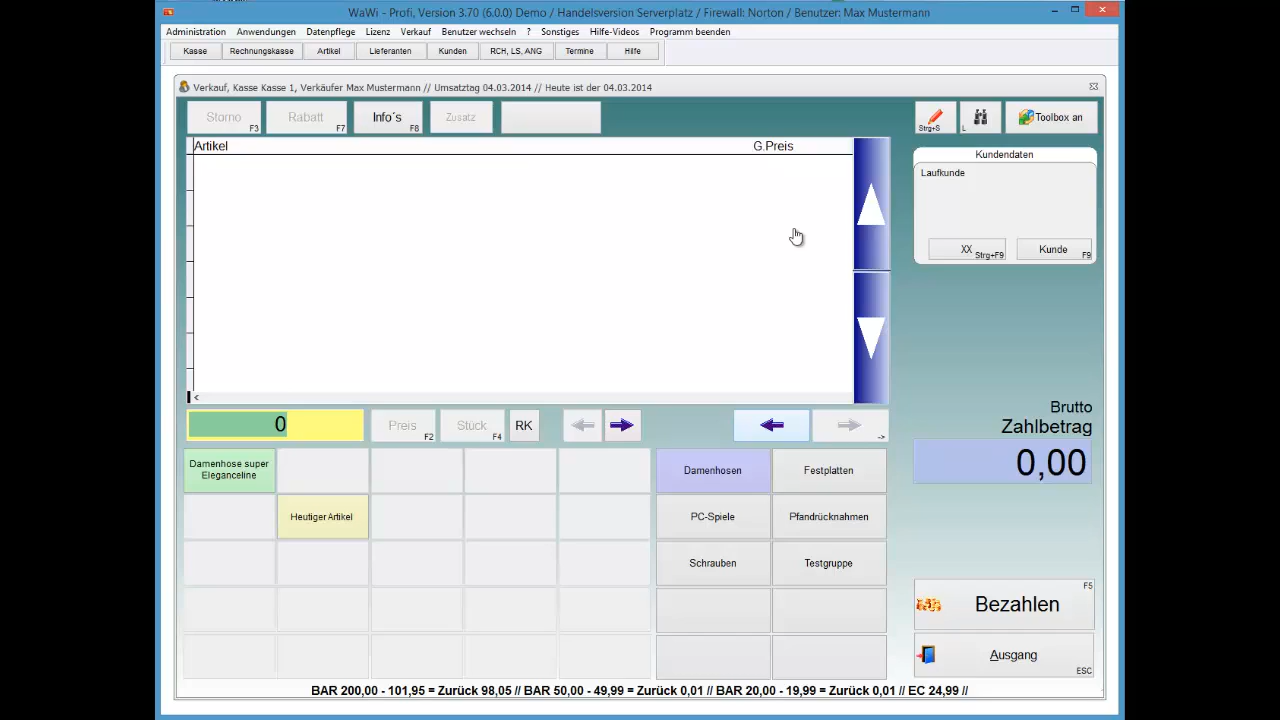 WaWi - Profi, Version 3.70 (6.0.0) Demo / Handelsversion Serverplatz / Firewall: Norton / Benutzer: Max Mustermann
Administration Anwendungen Datenpflege Lizenz Verkauf Benutzer wechseln ? Sonstiges Hilfe-Videos Programm beenden
Kasse Rechnungskasse Artikel Lieferanten Kunden RCH, LS, ANG Termine Hilfe
Verkauf, Kasse Kasse 1, Verkäufer Max Mustermann // Umsatztag 04.03.2014 // Heute ist der 04.03.2014
Storno F3 Rabatt F7 Info´s F8 Zusatz Strg+S L Toolbox an
Artikel G.Preis
Kundendaten
Laufkunde
XX Strg+F9 Kunde F9
<
0 Preis F2 Stück F4 RK ->
Brutto
Zahlbetrag
0,00
Damenhose super
Eleganceline
Damenhosen Festplatten
Heutiger Artikel PC-Spiele Pfandrücknahmen
Schrauben Testgruppe
Bezahlen F5
Ausgang ESC
BAR 200,00 - 101,95 = Zurück 98,05 // BAR 50,00 - 49,99 = Zurück 0,01 // BAR 20,00 - 19,99 = Zurück 0,01 // EC 24,99 //